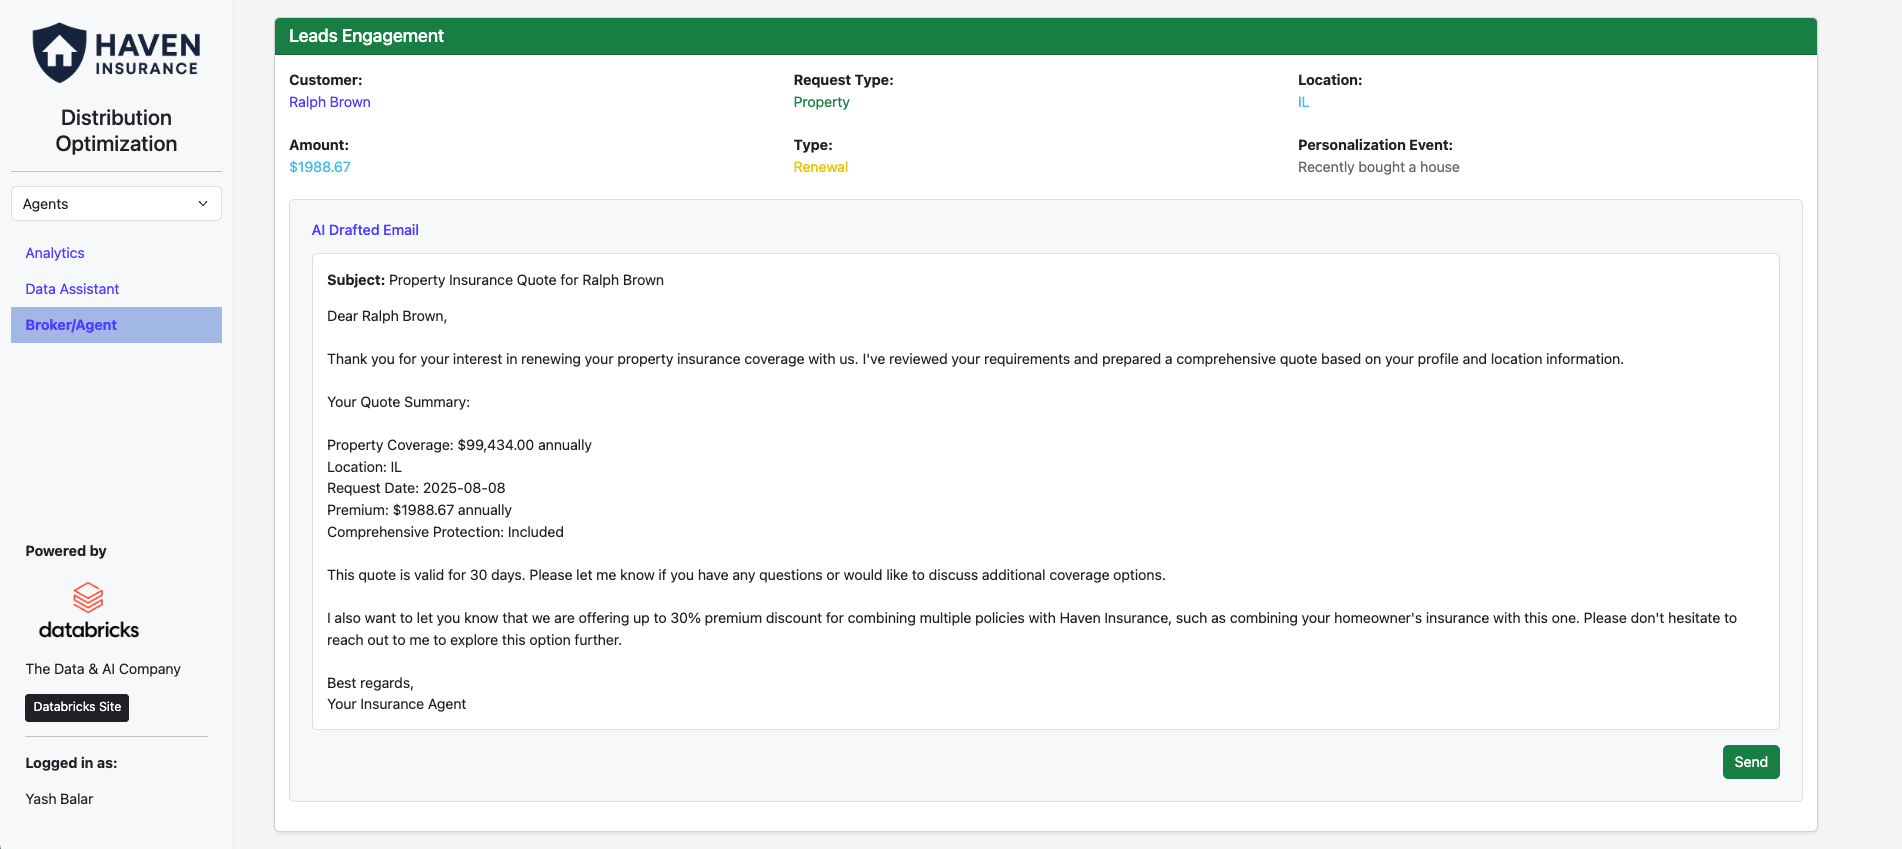 HAVEN
INSURANCE
Distribution
Optimization
Agents
Analytics
Data Assistant
Broker/Agent
Powered by
databricks
The Data & AI Company
Databricks Site
Logged in as:
Yash Balar
Leads Engagement
Customer:
Ralph Brown
Request Type:
Property
Location:
IL
Amount:
$1988.67
Type:
Renewal
Personalization Event:
Recently bought a house
AI Drafted Email
Subject: Property Insurance Quote for Ralph Brown
Dear Ralph Brown,
Thank you for your interest in renewing your property insurance coverage with us. I've reviewed your requirements and prepared a comprehensive quote based on your profile and location information.
Your Quote Summary:
Property Coverage: $99,434.00 annually
Location: IL
Request Date: 2025-08-08
Premium: $1988.67 annually
Comprehensive Protection: Included
This quote is valid for 30 days. Please let me know if you have any questions or would like to discuss additional coverage options.
I also want to let you know that we are offering up to 30% premium discount for combining multiple policies with Haven Insurance, such as combining your homeowner's insurance with this one. Please don't hesitate to
reach out to me to explore this option further.
Best regards,
Your Insurance Agent
Send